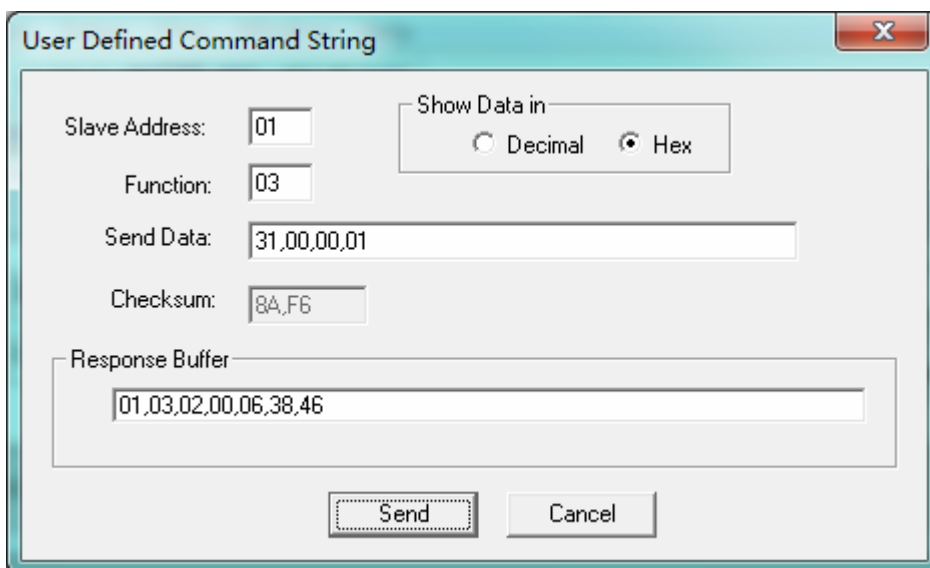 User Defined Command String
Slave Address: 01
Show Data in
Decimal Hex
Function: 03
Send Data: 31,00,00,01
Checksum: 8A,F6
Response Buffer
01,03,02,00,06,38,46
Send Cancel